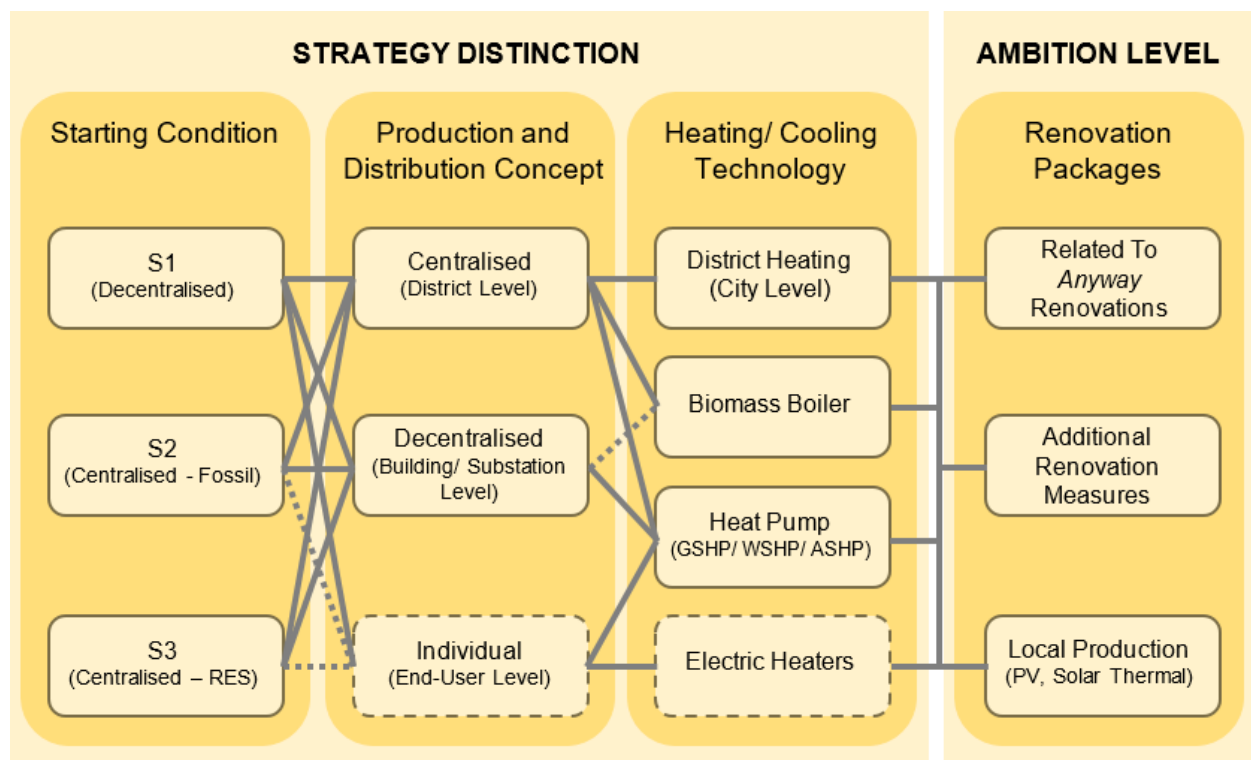 STRATEGY DISTINCTION
AMBITION LEVEL
Starting Condition
Production and
Distribution Concept
Heating/ Cooling
Technology
Renovation
Packages
S1
(Decentralised)
Centralised
(District Level)
District Heating
(City Level)
Related To
Anyway
Renovations
Biomass Boiler
S2
(Centralised - Fossil)
Decentralised
(Building/ Substation
Level)
Additional
Renovation
Measures
Heat Pump
(GSHP/ WSHP/ ASHP)
S3
(Centralised – RES)
Individual
(End-User Level)
Electric Heaters
Local Production
(PV, Solar Thermal)